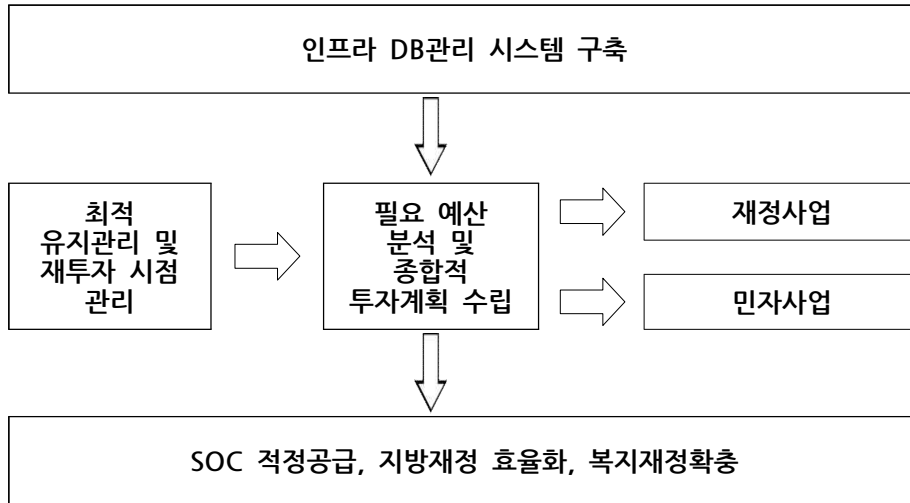 인프라 DB관리 시스템 구축
최적
유지관리 및
재투자 시점
관리
필요 예산
분석 및
종합적
투자계획 수립
재정사업
민자사업
SOC 적정공급, 지방재정 효율화, 복지재정확충